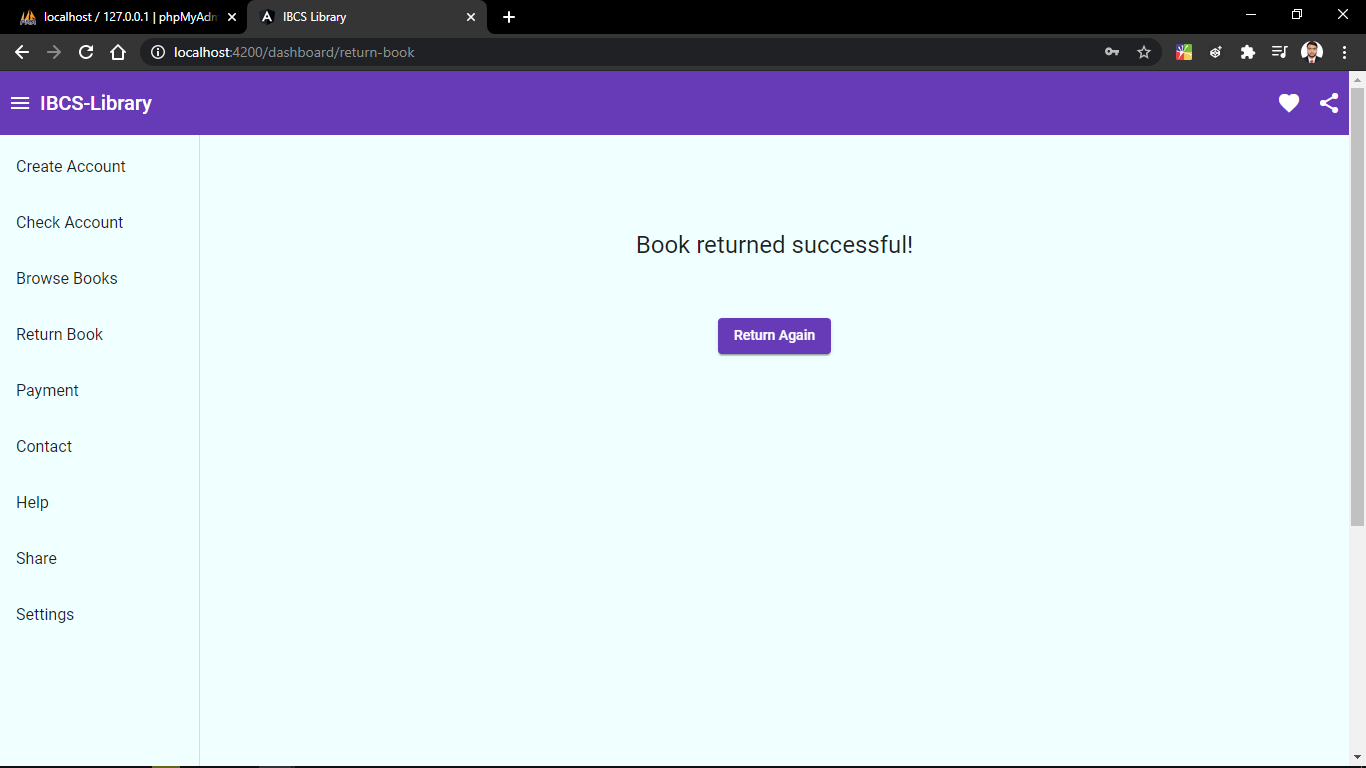 localhost / 127.0.0.1 | phpMyAdm
IBCS Library
localhost:4200/dashboard/return-book
IBCS-Library
Create Account
Check Account
Browse Books
Return Book
Payment
Contact
Help
Share
Settings
Book returned successful!
Return Again